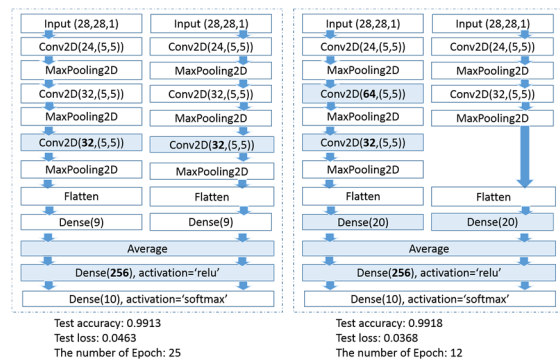 Input (28,28,1)
Conv2D(24,(5,5))
MaxPooling2D
Conv2D(32,(5,5))
MaxPooling2D
Conv2D(32,(5,5))
MaxPooling2D
Flatten
Dense(9)
Input (28,28,1)
Conv2D(24,(5,5))
MaxPooling2D
Conv2D(32,(5,5))
MaxPooling2D
Conv2D(32,(5,5))
MaxPooling2D
Flatten
Dense(9)
Average
Dense(256), activation='relu'
Dense(10), activation='softmax'
Test accuracy: 0.9913
Test loss: 0.0463
The number of Epoch: 25
Input (28,28,1)
Conv2D(24,(5,5))
MaxPooling2D
Conv2D(64,(5,5))
MaxPooling2D
Conv2D(32,(5,5))
MaxPooling2D
Flatten
Dense(20)
Input (28,28,1)
Conv2D(24,(5,5))
MaxPooling2D
Conv2D(32,(5,5))
MaxPooling2D
Flatten
Dense(20)
Average
Dense(256), activation='relu'
Dense(10), activation='softmax'
Test accuracy: 0.9918
Test loss: 0.0368
The number of Epoch: 12